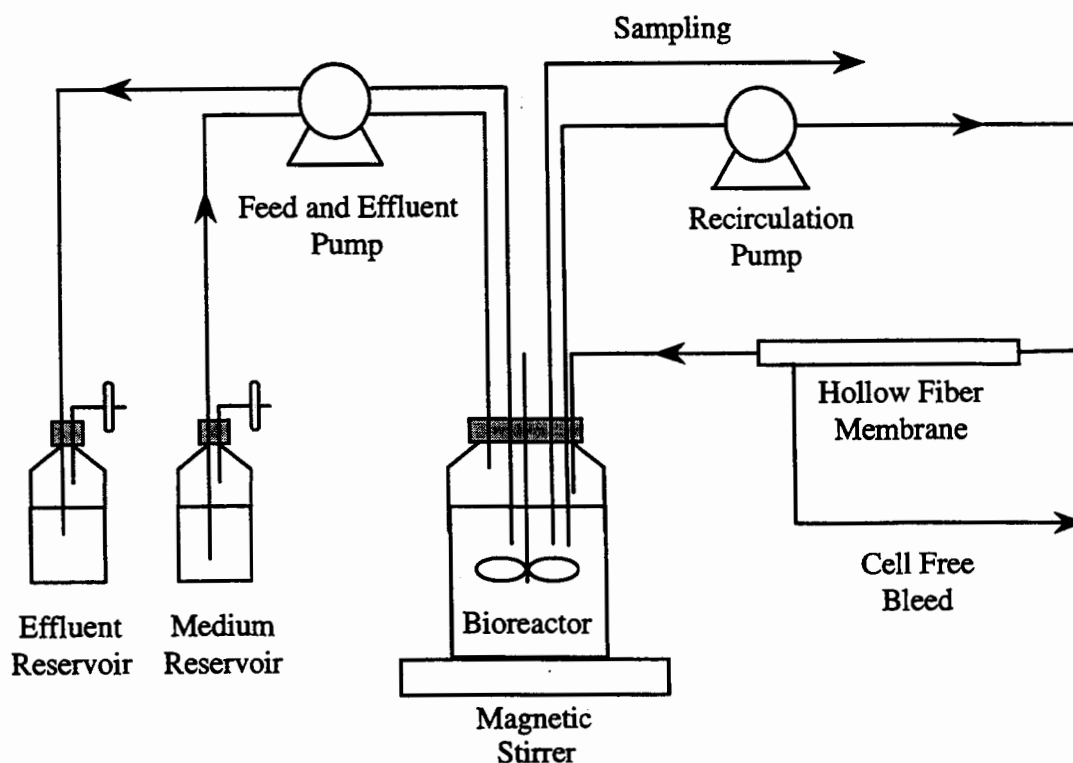 Sampling
Feed and Effluent
Pump
Recirculation
Pump
Hollow Fiber
Membrane
Cell Free
Bleed
Effluent
Reservoir
Medium
Reservoir
Bioreactor
Magnetic
Stirrer